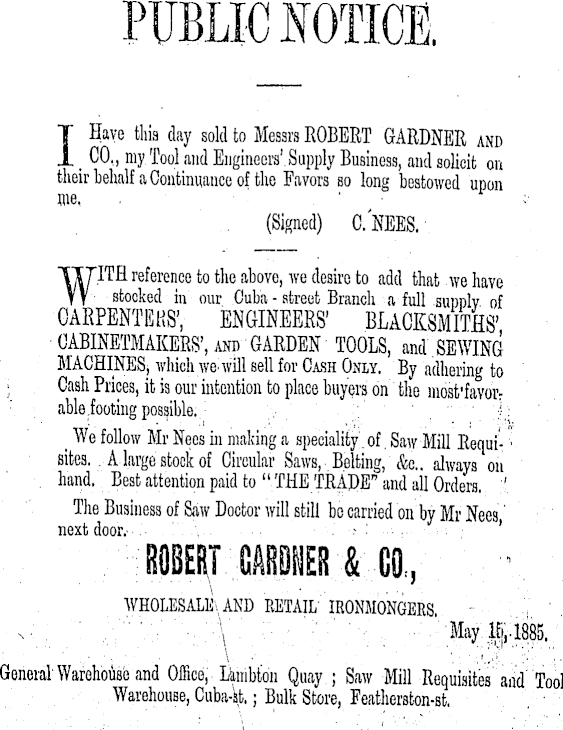 PUBLIC NOTICE.
I Have this day sold to Messrs ROBERT GARDNER AND
CO., my Tool and Engineers' Supply Business, and solicit on
their behalf a Continuance of the Favors so long bestowed upon
me.
(Signed) C. NEES.
WITH reference to the above, we desire to add that we have
stocked in our Cuba-street Branch a full supply of
CARPENTERS', ENGINEERS' BLACKSMITHS',
CABINETMAKERS', AND GARDEN TOOLS, and SEWING
MACHINES, which we will sell for CASH ONLY. By adhering to
Cash Prices, it is our intention to place buyers on the most favor-
able footing possible.
We follow Mr Nees in making a speciality of Saw Mill Requi-
sites. A large stock of Circular Saws, Belting, &c.. always on
hand. Best attention paid to "THE TRADE" and all Orders.
The Business of Saw Doctor will still be carried on by Mr Nees,
next door.
ROBERT GARDNER & CO.,
WHOLESALE AND RETAIL IRONMONGERS.
May 15, 1885.
General Warehouse and Office, Lambton Quay ; Saw Mill Requisites and Tool
Warehouse, Cuba-st. ; Bulk Store, Featherston-st.